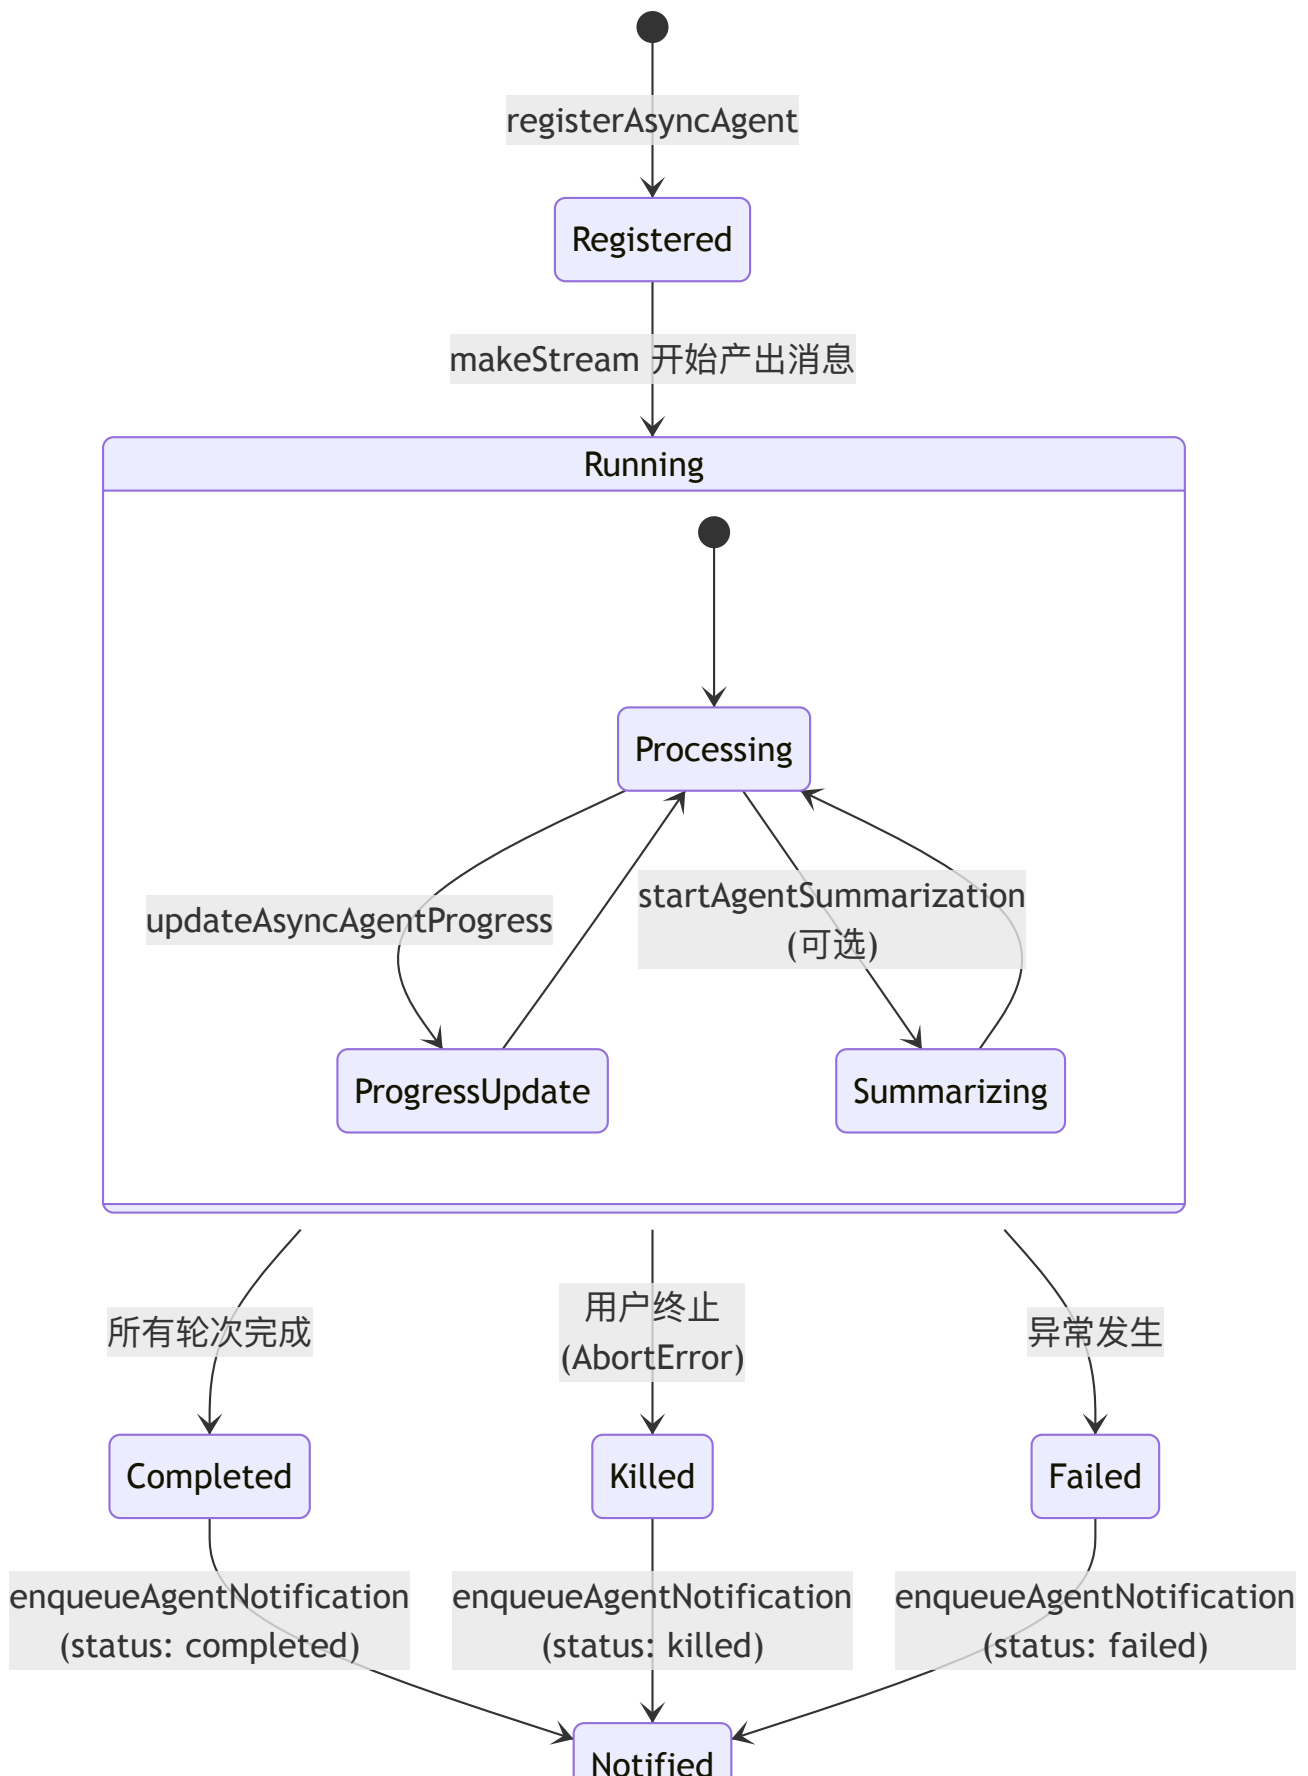 registerAsyncAgent
Registered
makeStream 开始产出消息
Running
Processing
updateAsyncAgentProgress
startAgentSummarization
(可选)
ProgressUpdate
Summarizing
所有轮次完成
用户终止
(AbortError)
异常发生
Completed
Killed
Failed
enqueueAgentNotification
(status: completed)
enqueueAgentNotification
(status: killed)
enqueueAgentNotification
(status: failed)
Notified